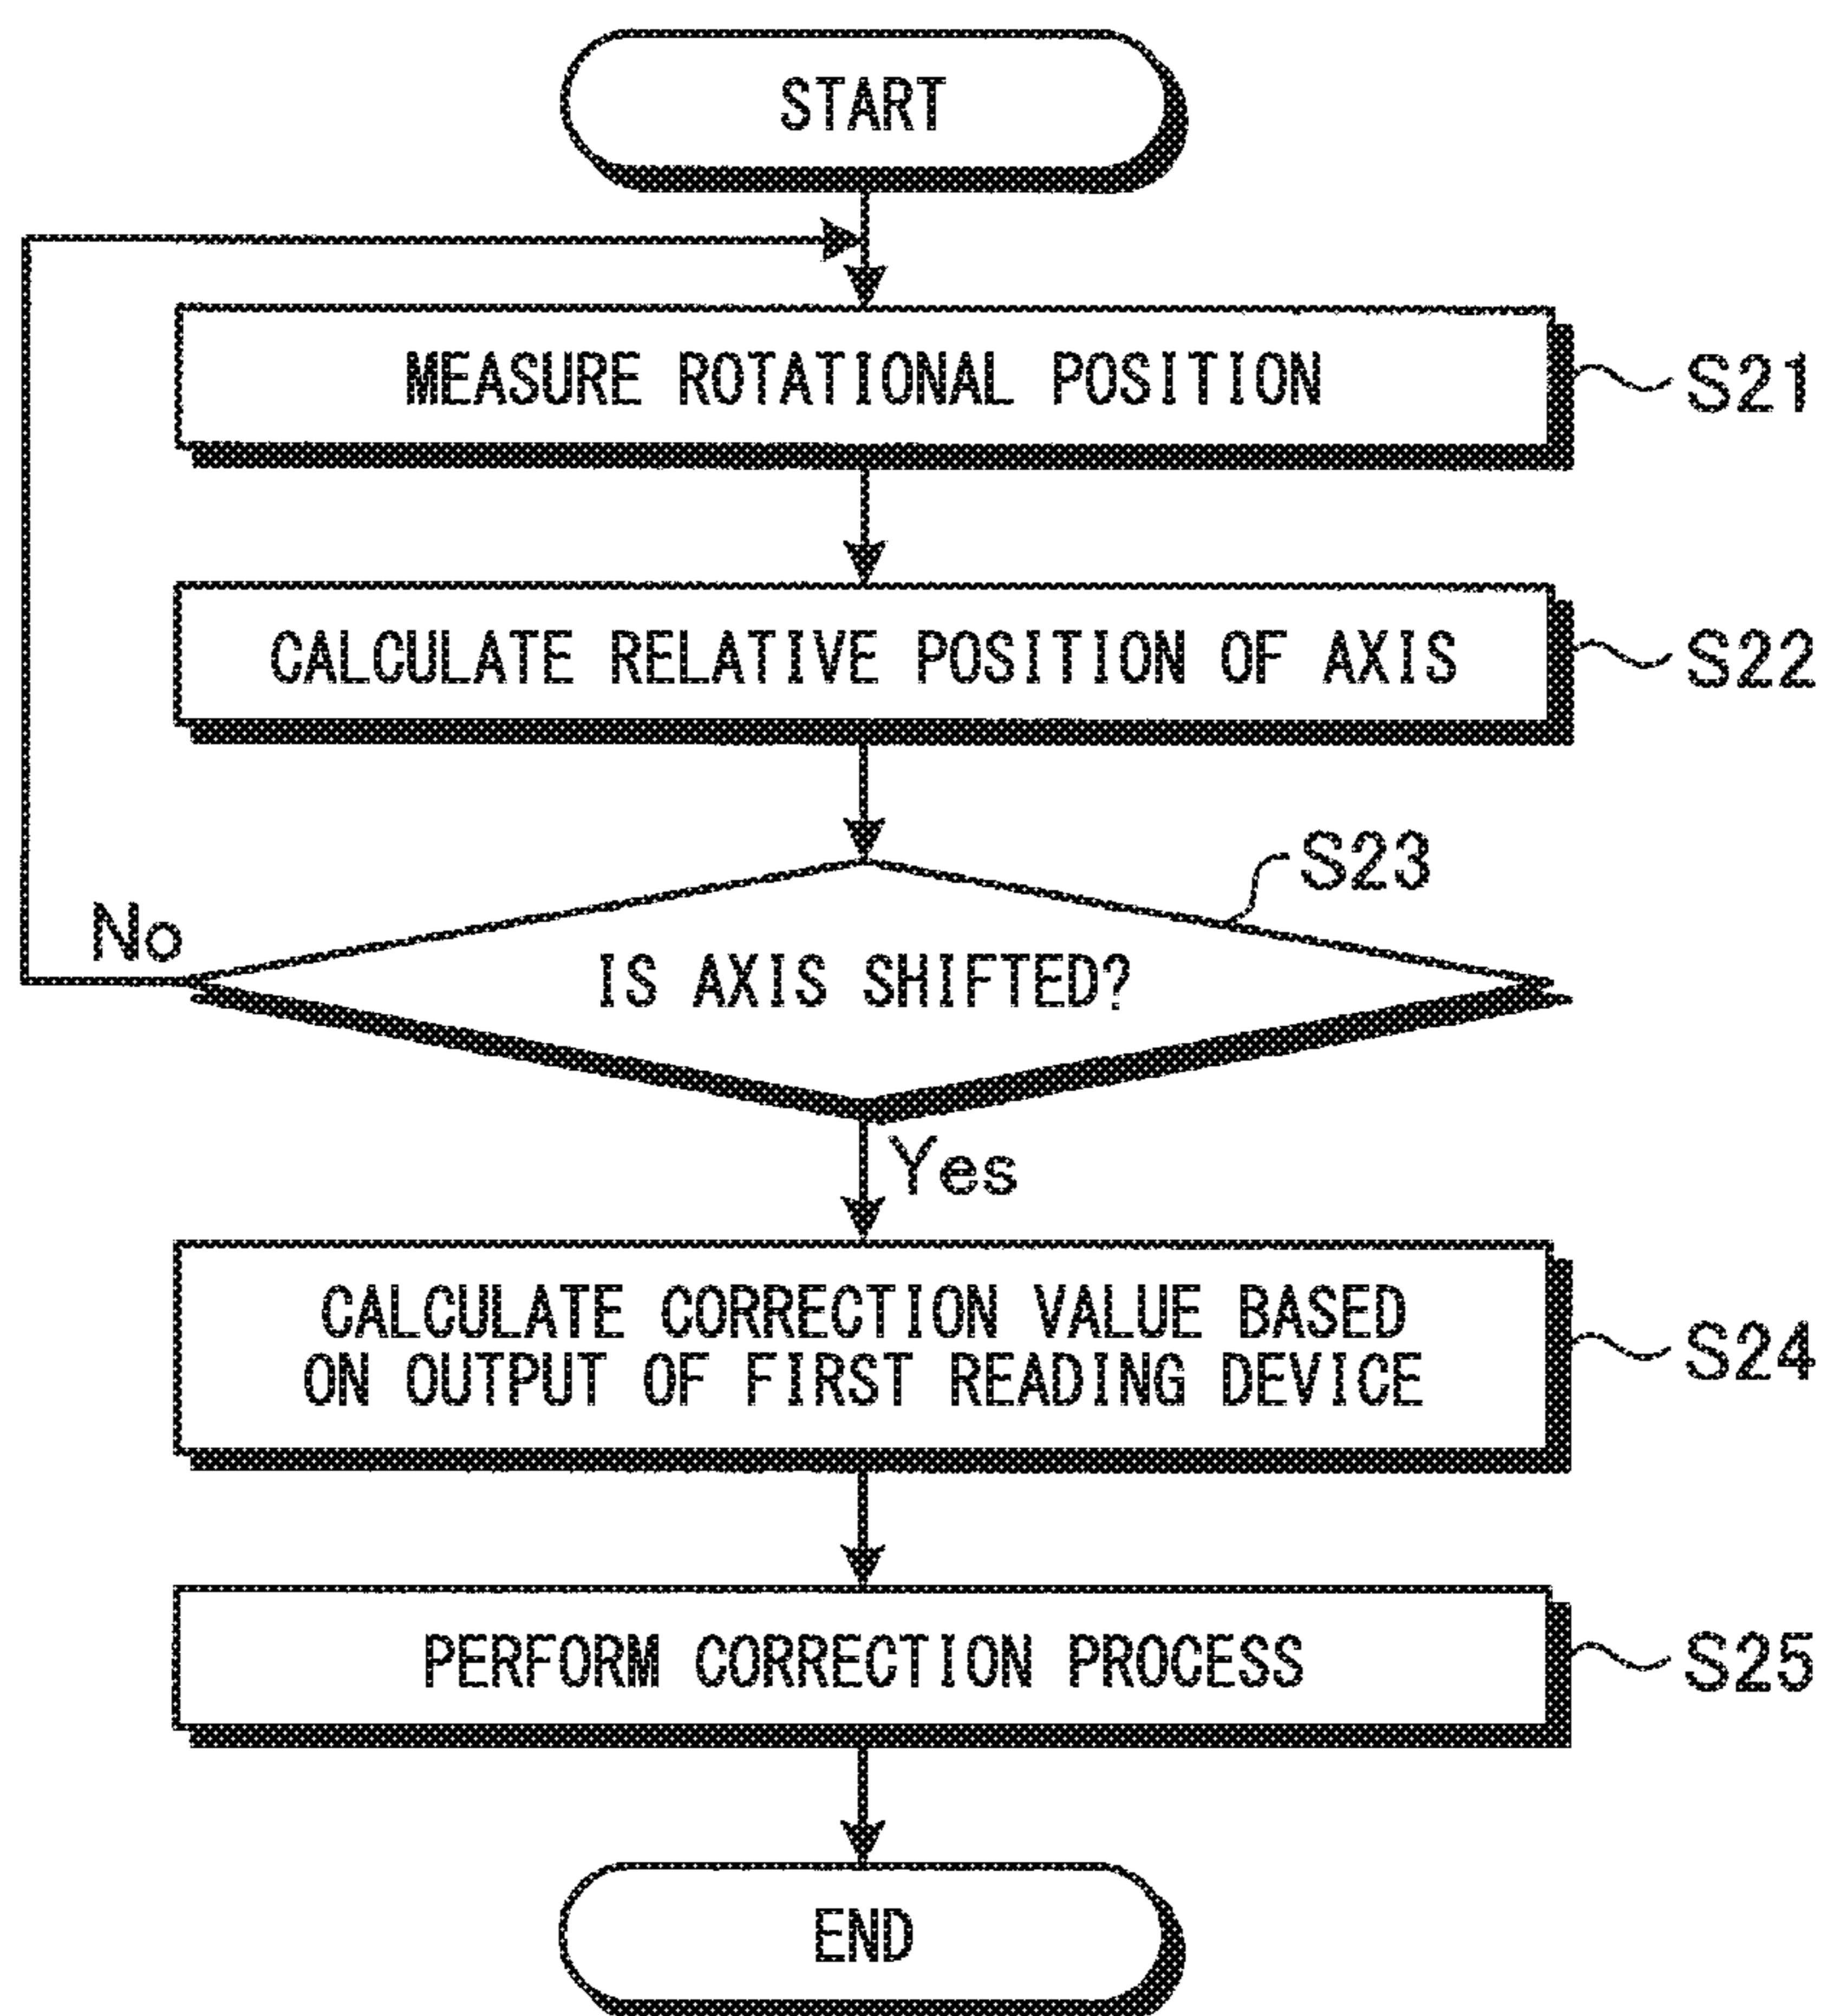 START
MEASURE ROTATIONAL POSITION
S21
CALCULATE RELATIVE POSITION OF AXIS
S22
S23
No
IS AXIS SHIFTED?
Yes
CALCULATE CORRECTION VALUE BASED
ON OUTPUT OF FIRST READING DEVICE
S24
PERFORM CORRECTION PROCESS
S25
END